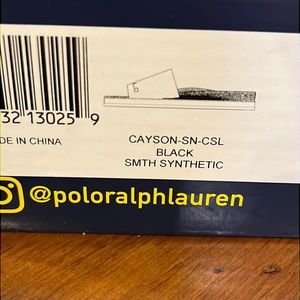 32 13025 9
DE IN CHINA
CAYSON-SN-CSL
BLACK
SMTH SYNTHETIC
@poloralphlauren